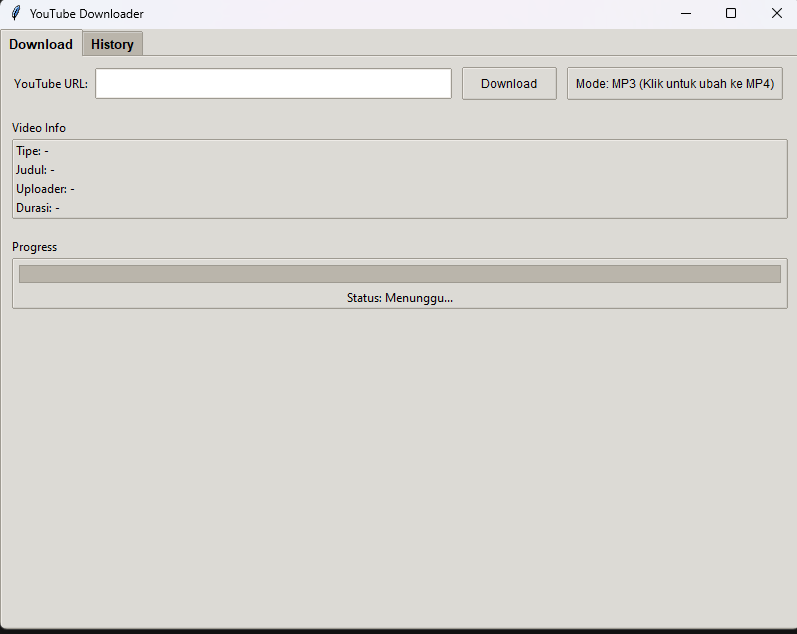 YouTube Downloader
Download History
YouTube URL: Download Mode: MP3 (Klik untuk ubah ke MP4)
Video Info
Tipe: -
Judul: -
Uploader: -
Durasi: -
Progress
Status: Menunggu...